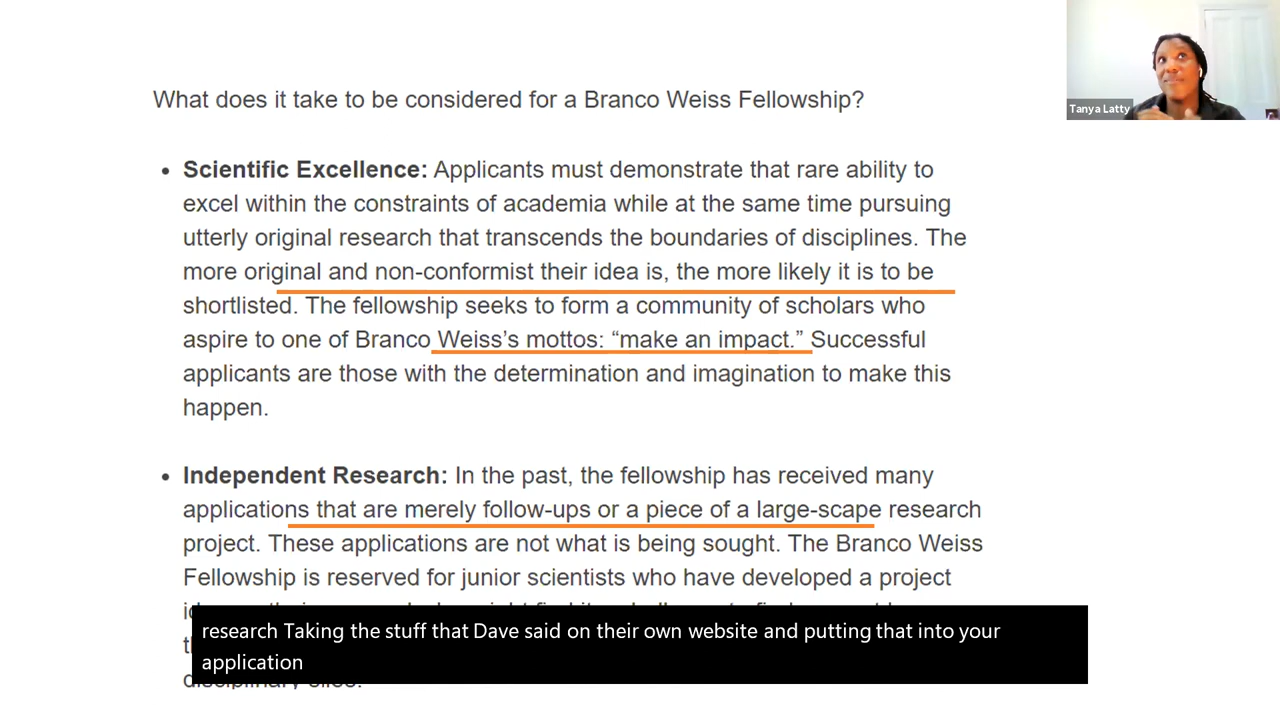 What does it take to be considered for a Branco Weiss Fellowship?
Tanya Latty
• Scientific Excellence: Applicants must demonstrate that rare ability to
excel within the constraints of academia while at the same time pursuing
utterly original research that transcends the boundaries of disciplines. The
more original and non-conformist their idea is, the more likely it is to be
shortlisted. The fellowship seeks to form a community of scholars who
aspire to one of Branco Weiss’s mottos: “make an impact.” Successful
applicants are those with the determination and imagination to make this
happen.
• Independent Research: In the past, the fellowship has received many
applications that are merely follow-ups or a piece of a large-scape research
project. These applications are not what is being sought. The Branco Weiss
Fellowship is reserved for junior scientists who have developed a project
research Taking the stuff that Dave said on their own website and putting that into your
application